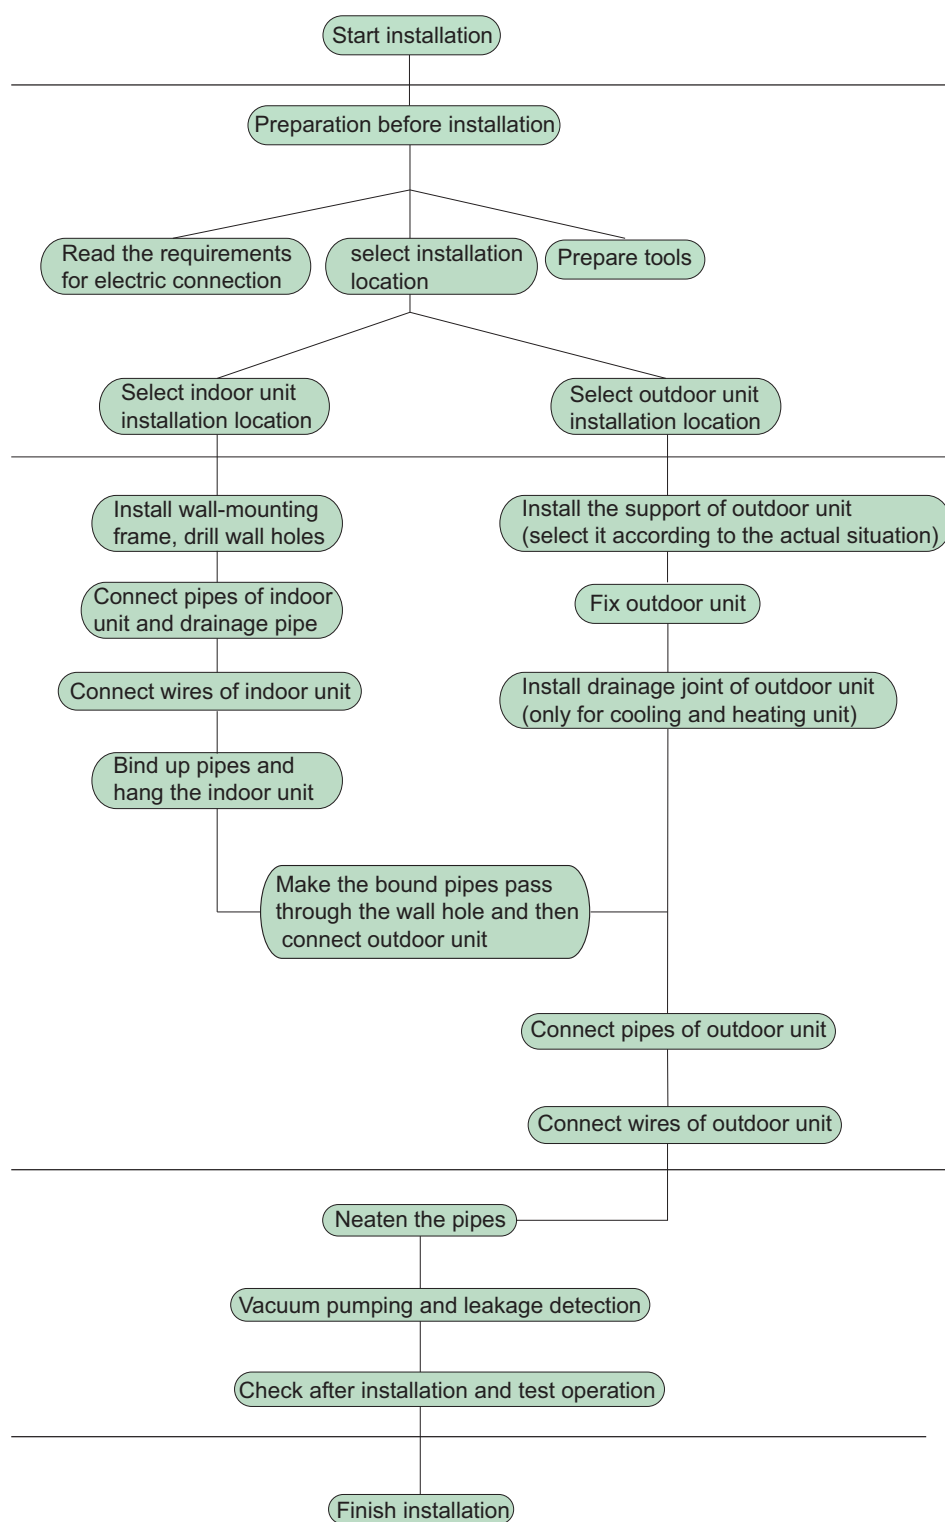 Start installation
Preparation before installation
Read the requirements
for electric connection
select installation
location
Prepare tools
Select indoor unit
installation location
Select outdoor unit
installation location
Install wall-mounting
frame, drill wall holes
Install the support of outdoor unit
(select it according to the actual situation)
Connect pipes of indoor
unit and drainage pipe
Fix outdoor unit
Connect wires of indoor unit
Install drainage joint of outdoor unit
(only for cooling and heating unit)
Bind up pipes and
hang the indoor unit
Make the bound pipes pass
through the wall hole and then
connect outdoor unit
Connect pipes of outdoor unit
Connect wires of outdoor unit
Neaten the pipes
Vacuum pumping and leakage detection
Check after installation and test operation
Finish installation